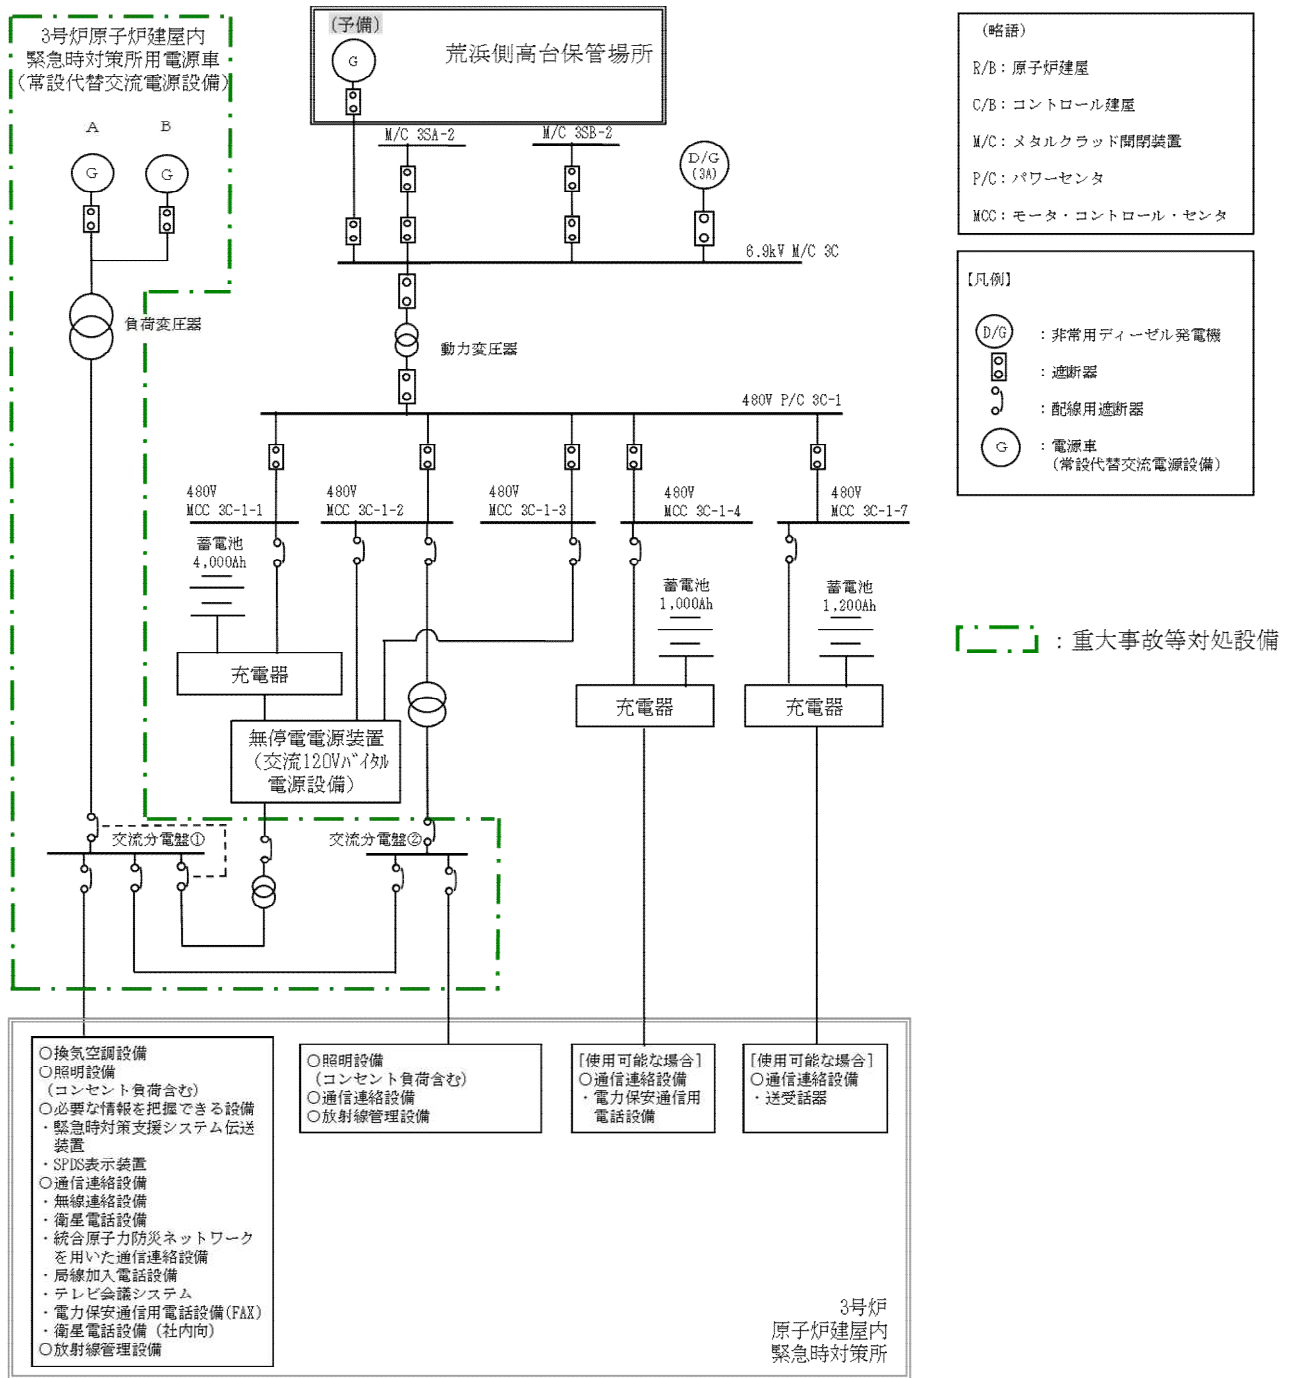 3号炉原子炉建屋内
緊急時対策所用電源車
(常設代替交流電源設備)
A
B
G
G
負荷変圧器
(予備)
G
荒浜側高台保管場所
M/C 3SA-2
M/C 3SB-2
D/G
(3A)
6.9kV M/C 3C
動力変圧器
480V P/C 3C-1
480V
MCC 3C-1-1
480V
MCC 3C-1-2
480V
MCC 3C-1-3
480V
MCC 3C-1-4
480V
MCC 3C-1-7
蓄電池
4,000Ah
蓄電池
1,000Ah
蓄電池
1,200Ah
充電器
充電器
充電器
無停電電源装置
(交流120Vバイタル
電源設備)
交流分電盤①
交流分電盤②
○換気空調設備
○照明設備
(コンセント負荷含む)
○必要な情報を把握できる設備
・緊急時対策支援システム伝送
装置
・SPDS表示装置
○通信連絡設備
・無線連絡設備
・衛星電話設備
・統合原子力防災ネットワーク
を用いた通信連絡設備
・局線加入電話設備
・テレビ会議システム
・電力保安通信用電話設備(FAX)
・衛星電話設備(社内向)
○放射線管理設備
○照明設備
(コンセント負荷含む)
○通信連絡設備
○放射線管理設備
[使用可能な場合]
○通信連絡設備
・電力保安通信用
電話設備
[使用可能な場合]
○通信連絡設備
・送受話器
3号炉
原子炉建屋内
緊急時対策所
(略語)
R/B:原子炉建屋
C/B:コントロール建屋
M/C:メタルクラッド開閉装置
P/C:パワーセンタ
MCC:モータ・コントロール・センタ
【凡例】
D/G
:非常用ディーゼル発電機
:遮断器
:配線用遮断器
G
:電源車
(常設代替交流電源設備)
:重大事故等対処設備